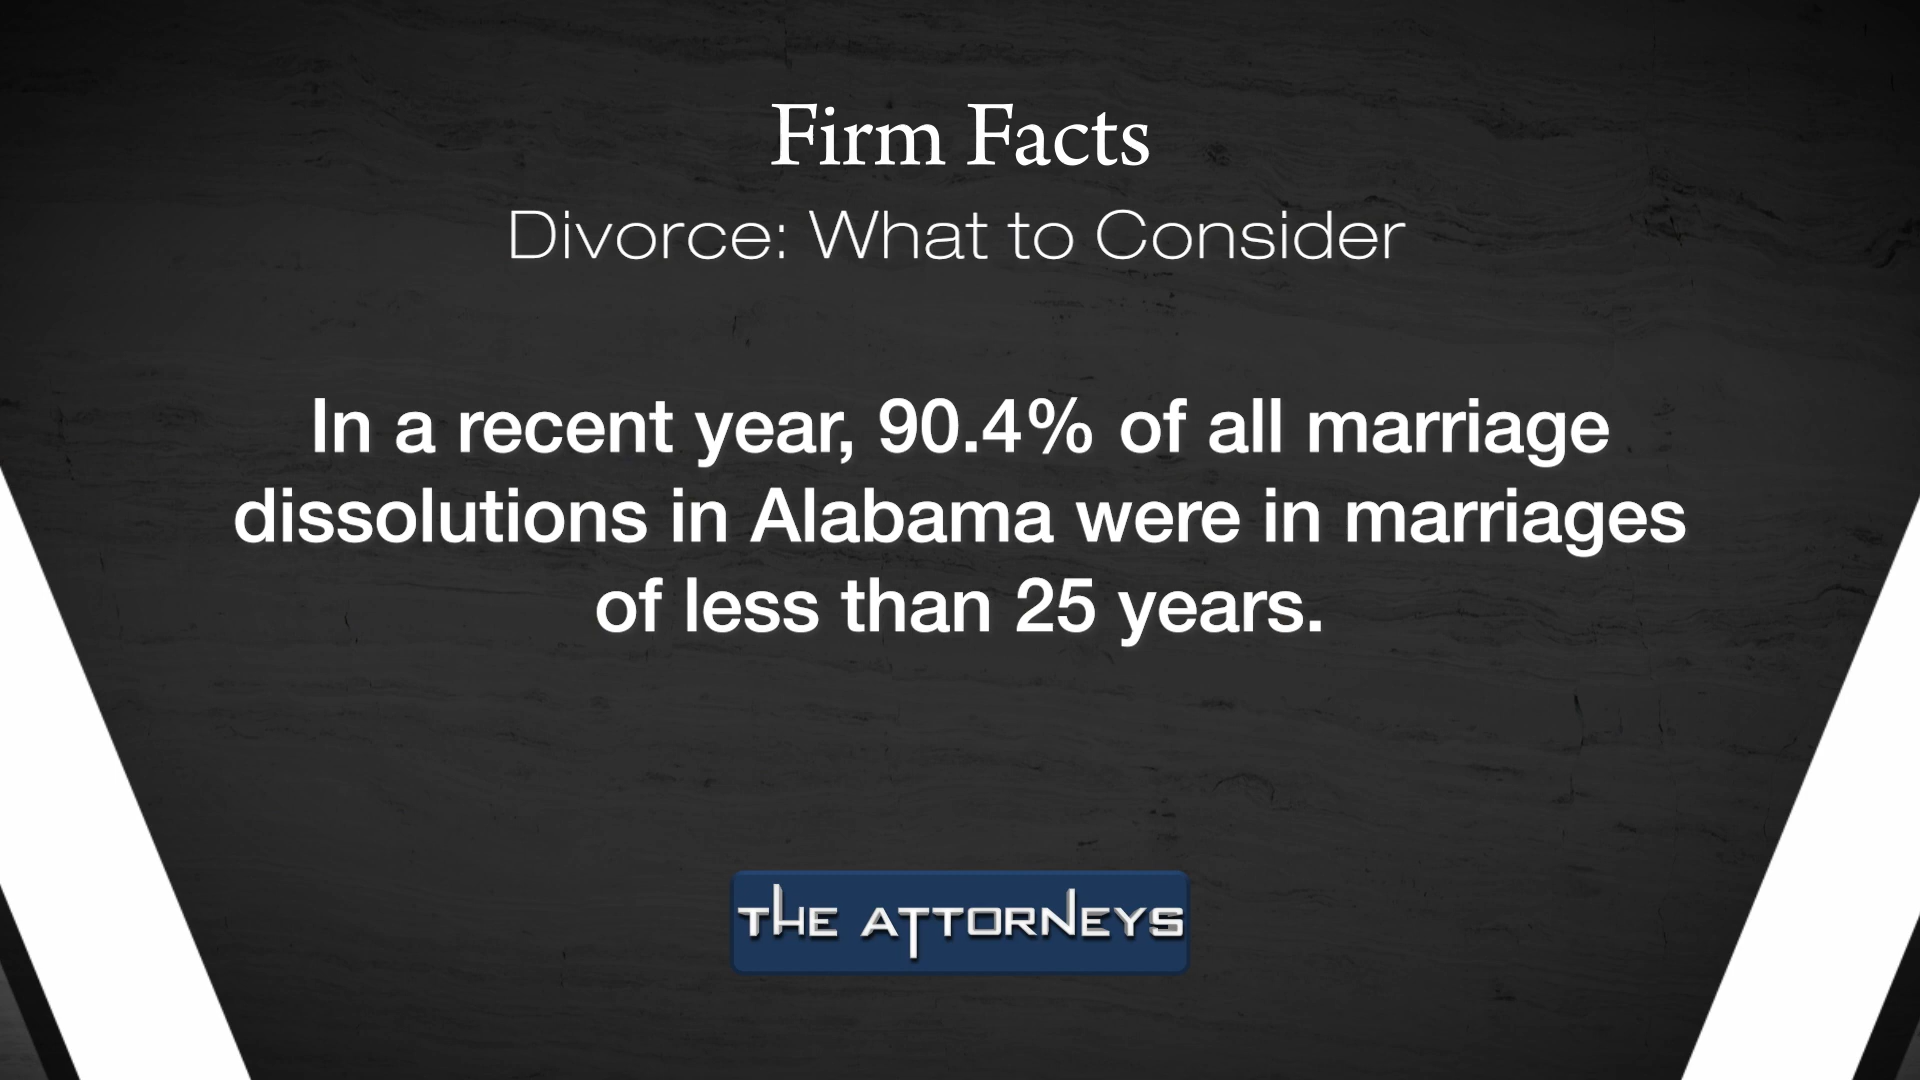 Firm Facts
Divorce: What to Consider
In a recent year, 90.4% of all marriage
dissolutions in Alabama were in marriages
of less than 25 years.
THE ATTORNEYS